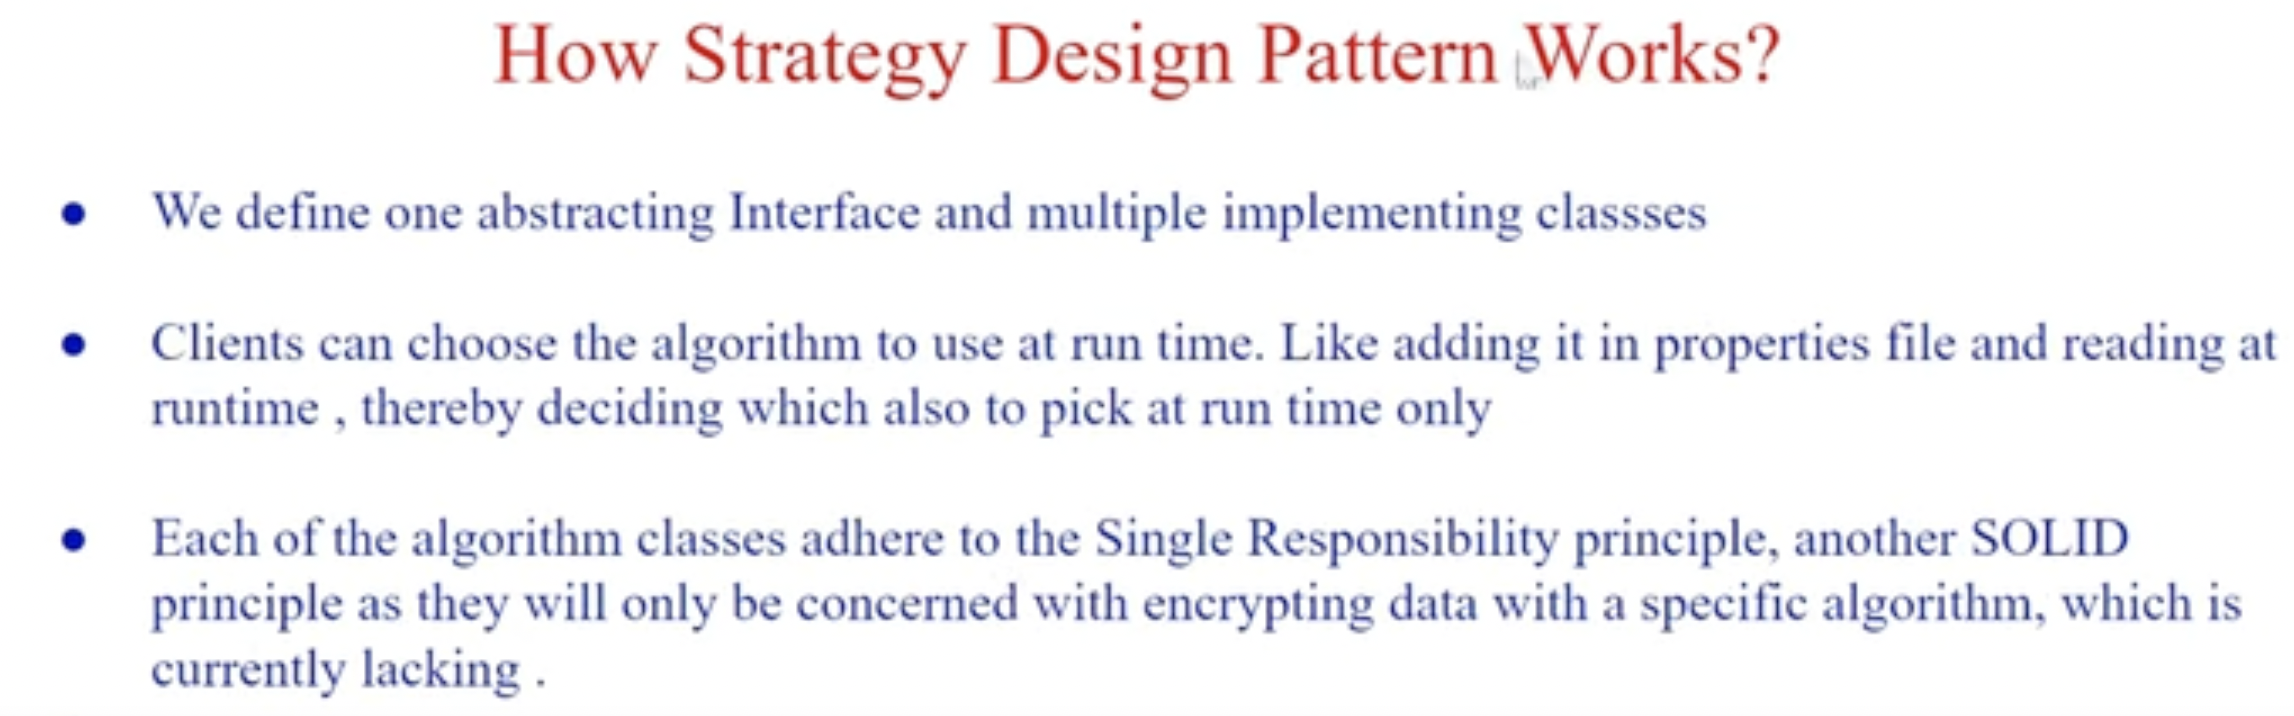 How Strategy Design Pattern Works?
● We define one abstracting Interface and multiple implementing classses
● Clients can choose the algorithm to use at run time. Like adding it in properties file and reading at
runtime , thereby deciding which also to pick at run time only
● Each of the algorithm classes adhere to the Single Responsibility principle, another SOLID
principle as they will only be concerned with encrypting data with a specific algorithm, which is
currently lacking .